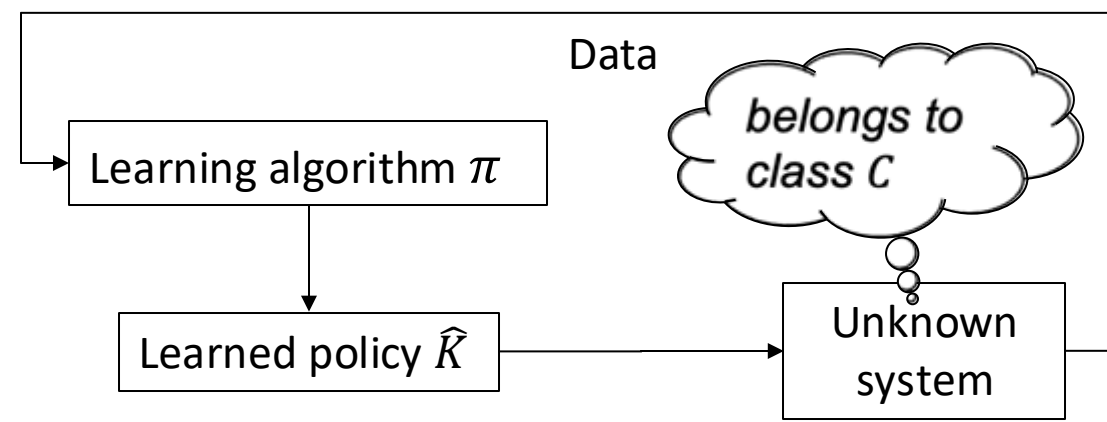 Data
belongs to
class C
Learning algorithm π
Learned policy K̂
Unknown
system